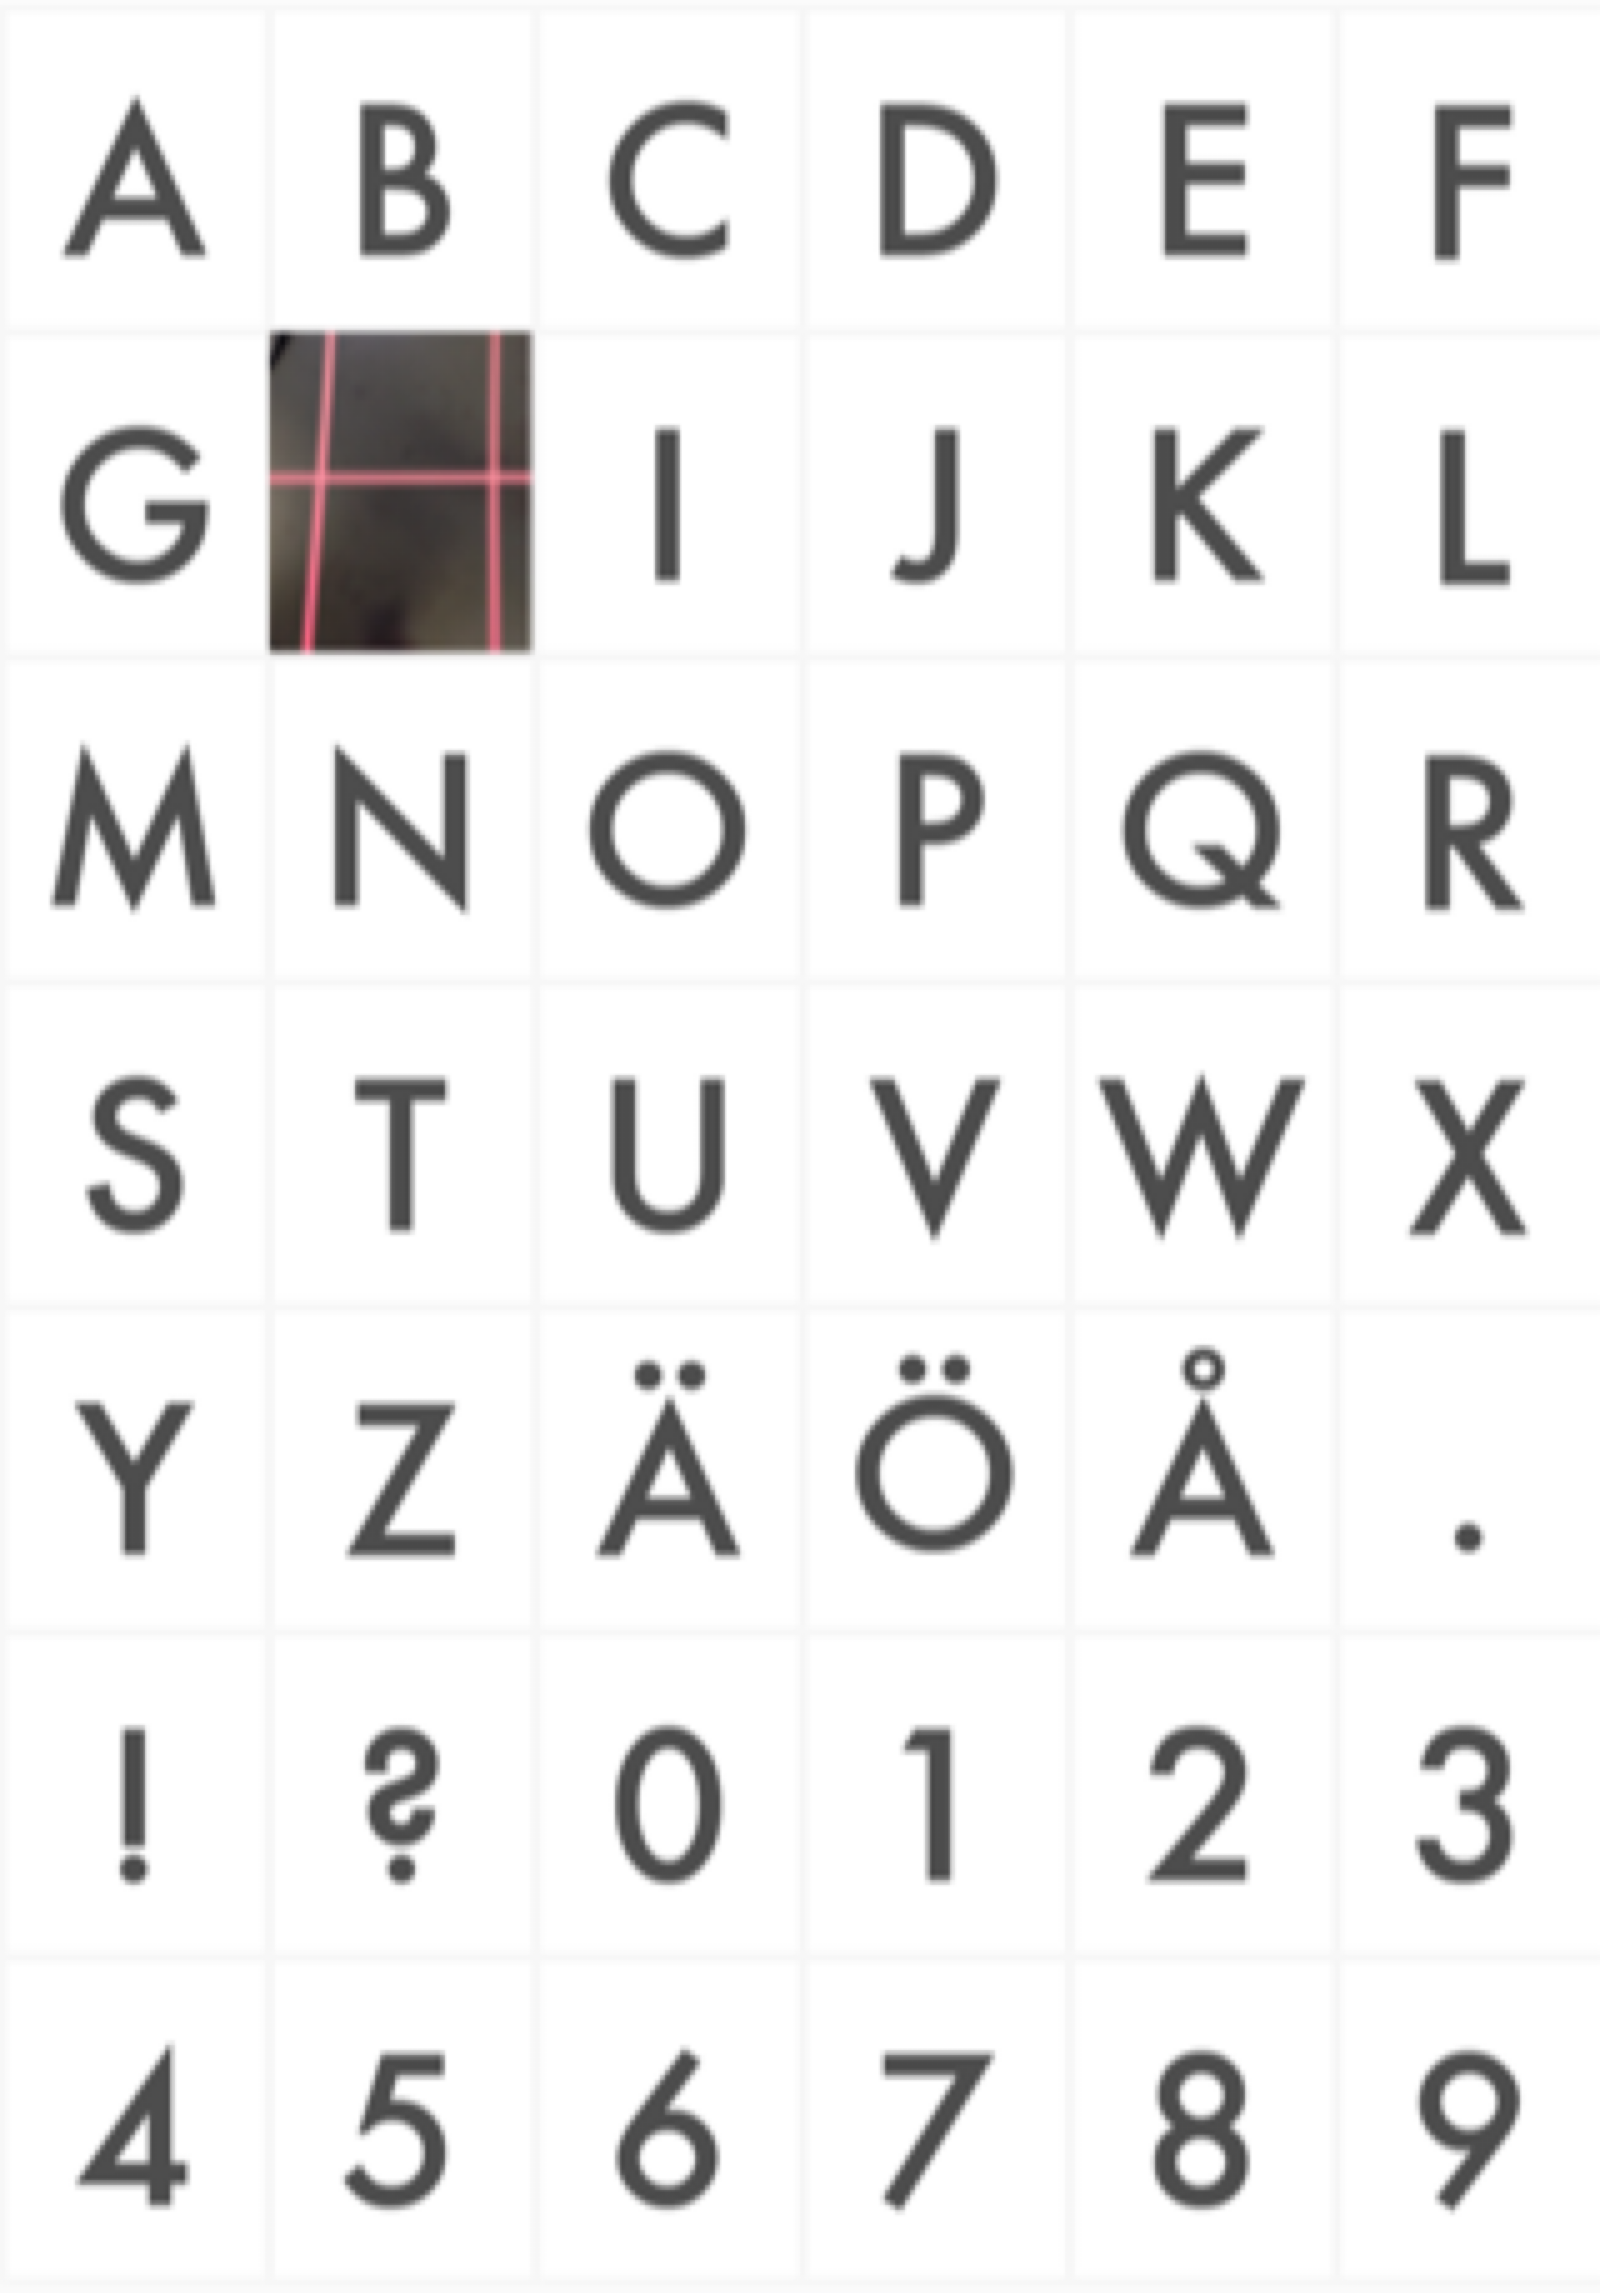 A B C D E F
G H I J K L
M N O P Q R
S T U V W X
Y Z Ä Ö Å .
! ? 0 1 2 3
4 5 6 7 8 9